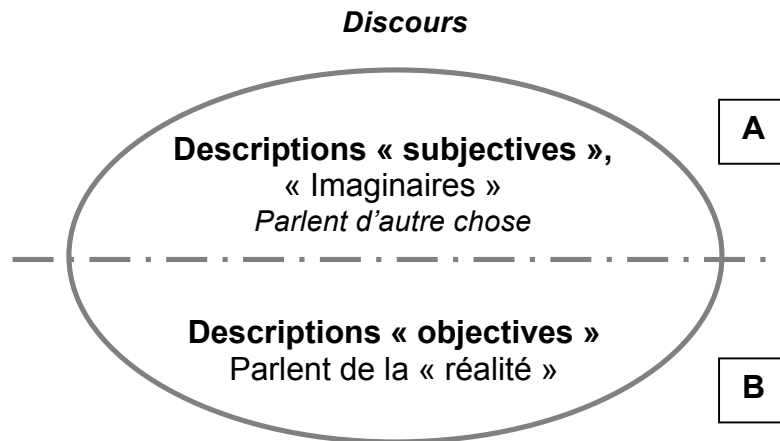 Discours
A
Descriptions « subjectives »,
« Imaginaires »
Parlent d’autre chose
Descriptions « objectives »
Parlent de la « réalité »
B